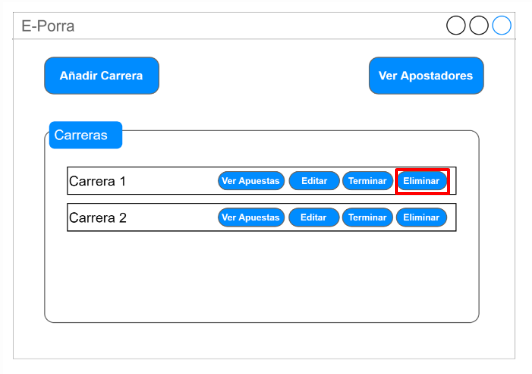 E-Porra
Añadir Carrera
Ver Apostadores
Carreras
Carrera 1
Ver Apuestas
Editar
Terminar
Eliminar
Carrera 2
Ver Apuestas
Editar
Terminar
Eliminar